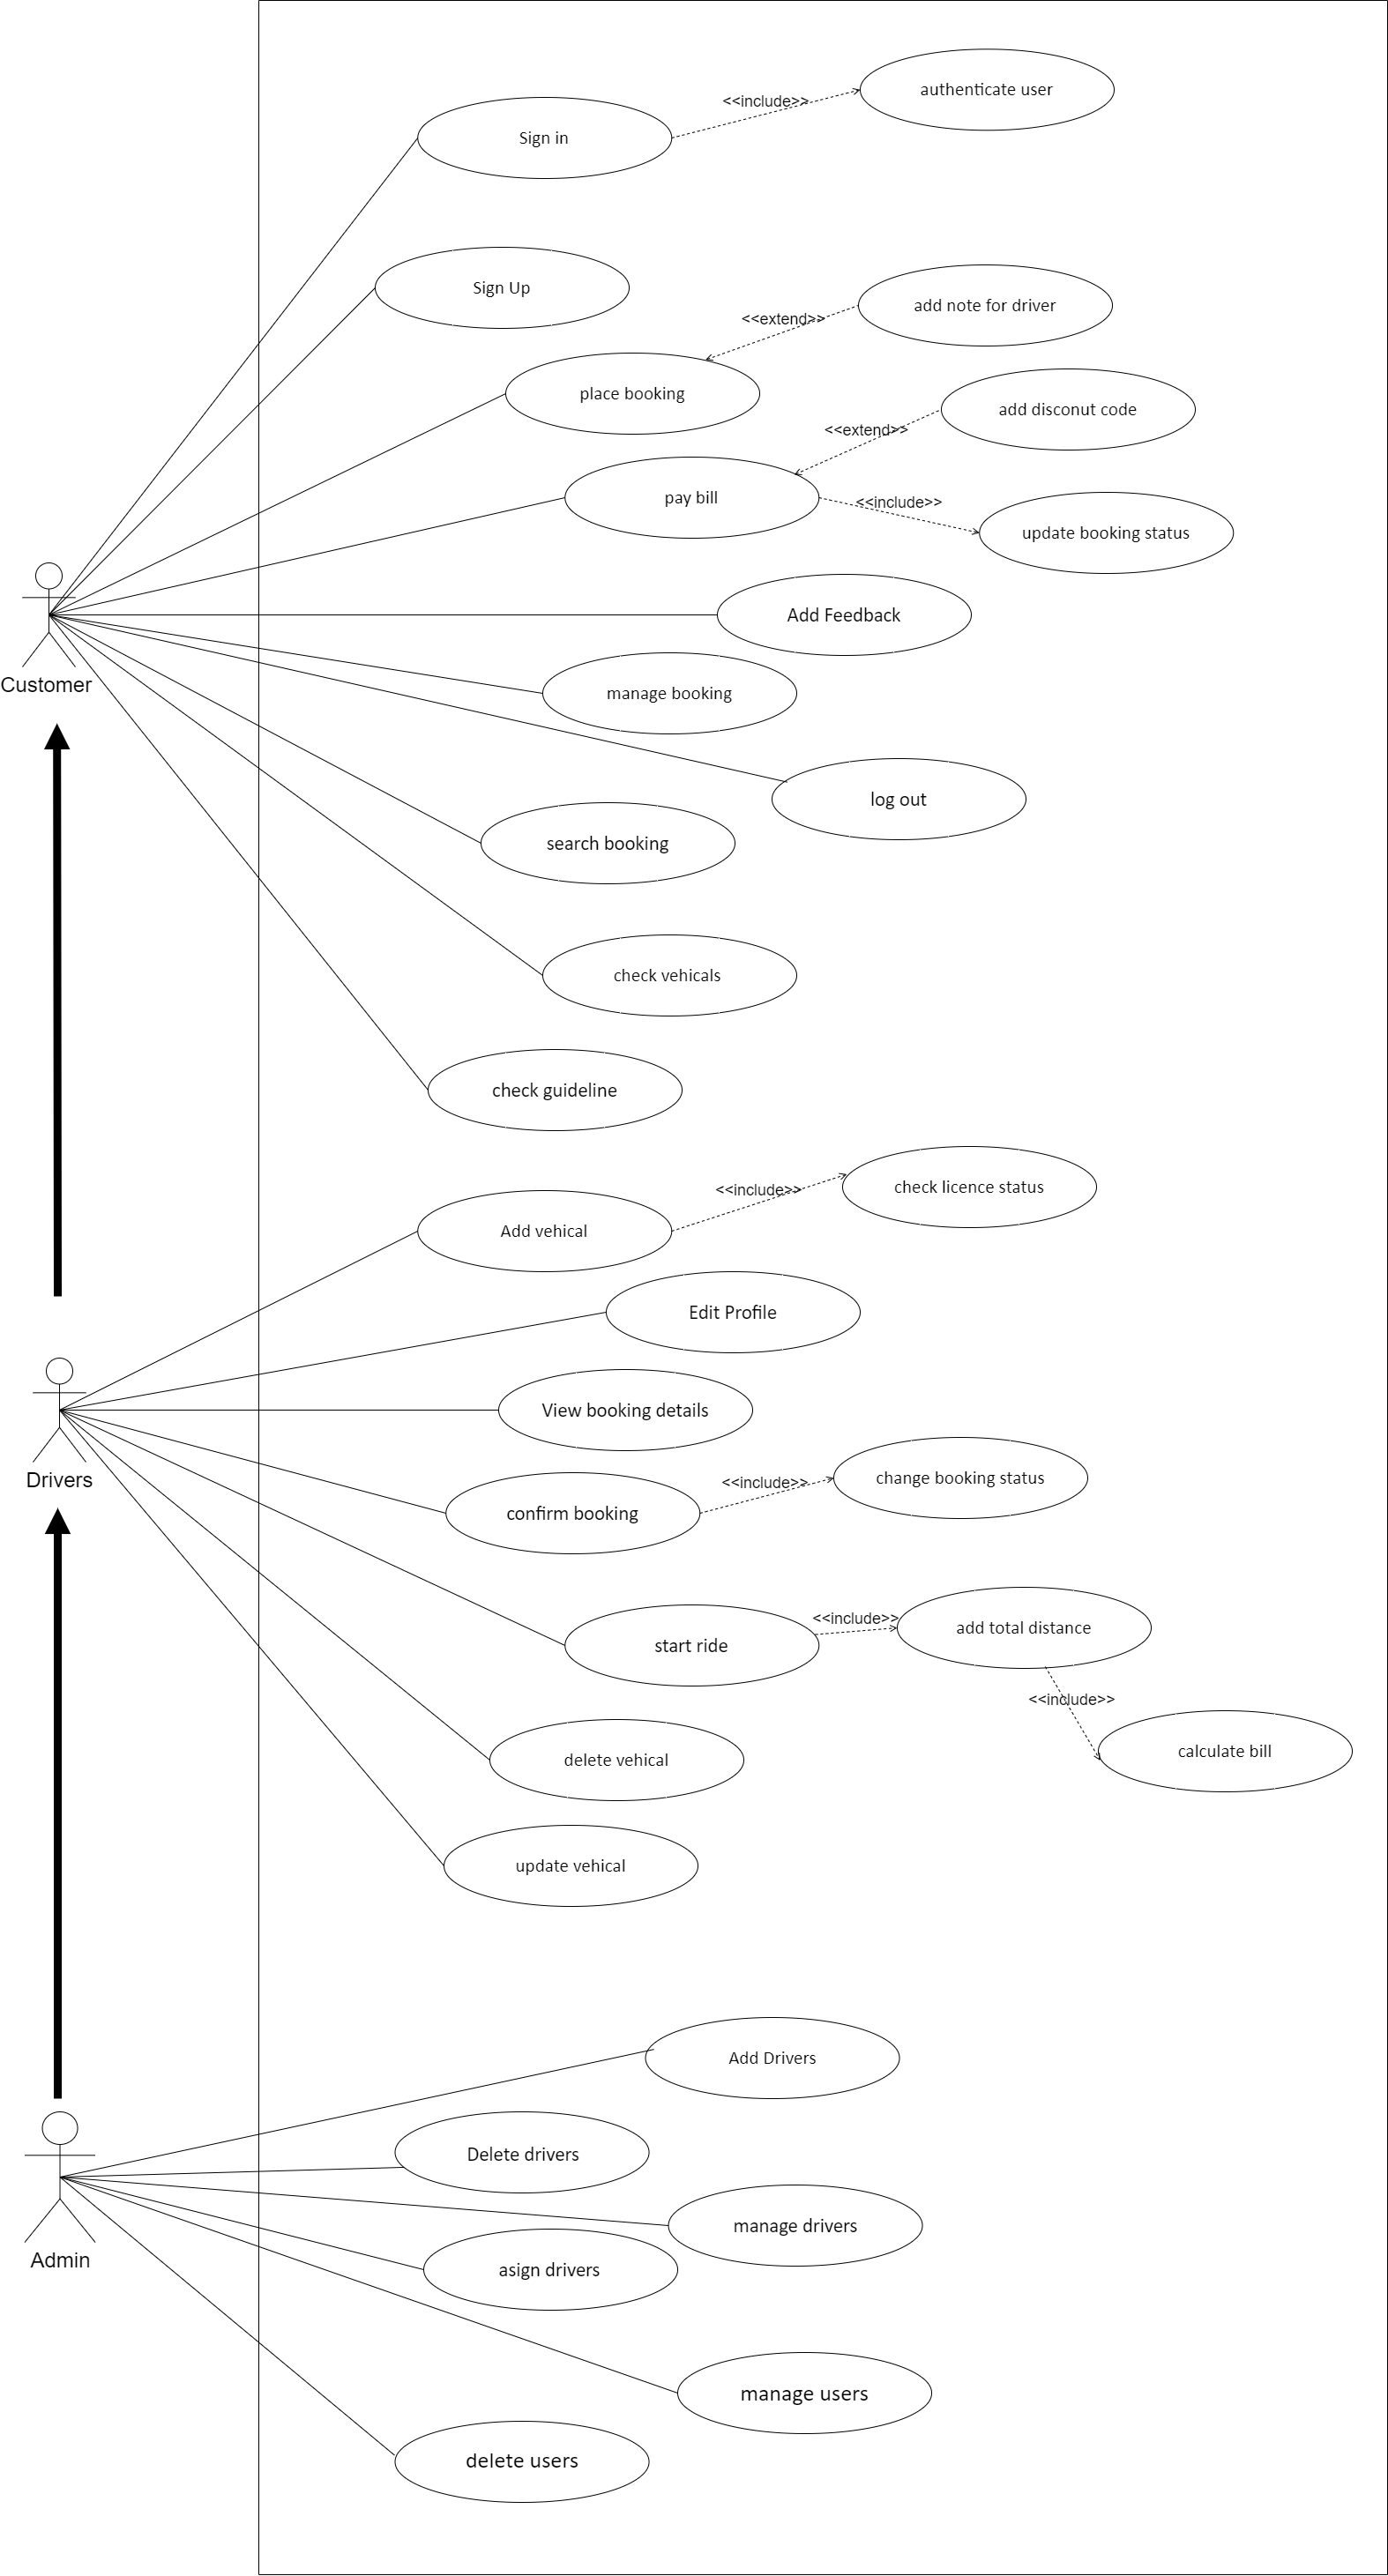 authenticate user
<<include>>
Sign in
Sign Up
add note for driver
<<extend>>
place booking
add disconut code
<<extend>>
pay bill
<<include>>
update booking status
Add Feedback
Customer
manage booking
log out
search booking
check vehicals
check guideline
check licence status
<<include>>
Add vehical
Edit Profile
View booking details
Drivers
change booking status
<<include>>
confirm booking
<<include>>
add total distance
start ride
<<include>>
calculate bill
delete vehical
update vehical
Add Drivers
Delete drivers
manage drivers
Admin
asign drivers
manage users
delete users